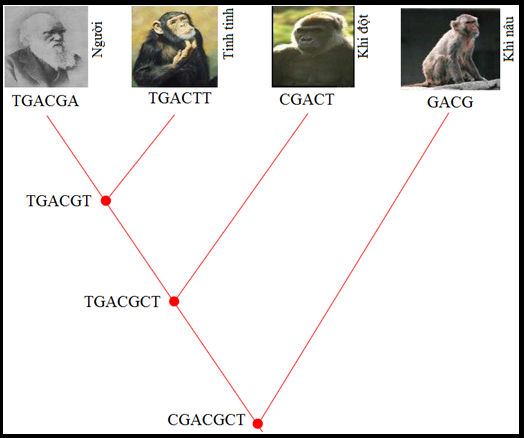 Người
Tinh tinh
Khỉ đột
Khỉ nâu
TGACGA
TGACTT
CGACT
GACG
TGACGT
TGACGCT
CGACGCT